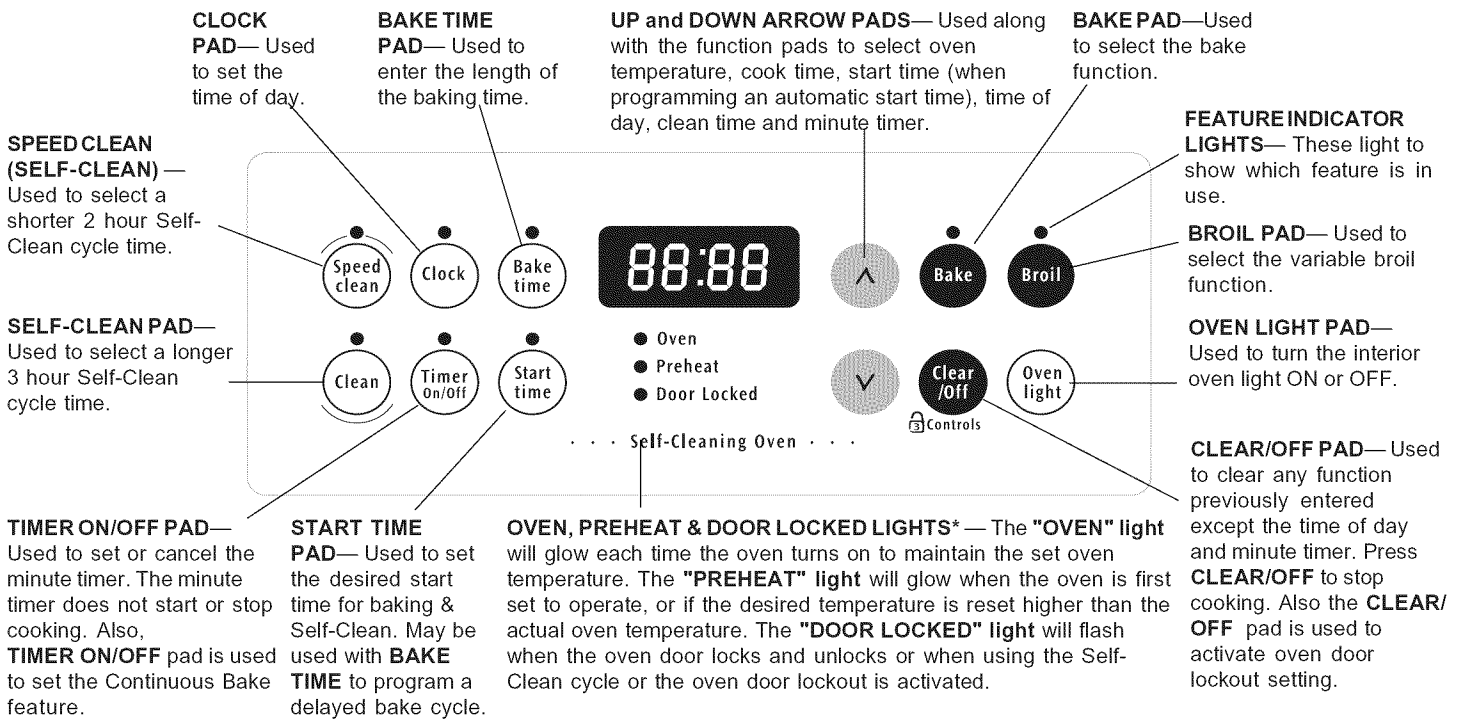 CLOCK
PAD— Used
to set the
time of day.
BAKE TIME
PAD— Used to
enter the length of
the baking time.
UP and DOWN ARROW PADS— Used along
with the function pads to select oven
temperature, cook time, start time (when
programming an automatic start time), time of
day, clean time and minute timer.
BAKE PAD—Used
to select the bake
function.
FEATURE INDICATOR
LIGHTS— These light to
show which feature is in
use.
SPEED CLEAN
(SELF-CLEAN) —
Used to select a
shorter 2 hour Self-
Clean cycle time.
BROIL PAD— Used to
select the variable broil
function.
SELF-CLEAN PAD—
Used to select a longer
3 hour Self-Clean
cycle time.
OVEN LIGHT PAD—
Used to turn the interior
oven light ON or OFF.
Speed
clean
Clock
Bake
time
88:88
∧
Bake
Broil
Clean
Timer
On/Off
Start
time
Oven
Preheat
Door Locked
∨
Clear
/Off
Oven
light
3 Controls
· · · Self-Cleaning Oven · · ·
CLEAR/OFF PAD— Used
to clear any function
previously entered
except the time of day
and minute timer. Press
CLEAR/OFF to stop
cooking. Also the CLEAR/
OFF pad is used to
activate oven door
lockout setting.
TIMER ON/OFF PAD—
Used to set or cancel the
minute timer. The minute
timer does not start or stop
cooking. Also,
TIMER ON/OFF pad is used
to set the Continuous Bake
feature.
START TIME
PAD— Used to set
the desired start
time for baking &
Self-Clean. May be
used with BAKE
TIME to program a
delayed bake cycle.
OVEN, PREHEAT & DOOR LOCKED LIGHTS* — The "OVEN" light
will glow each time the oven turns on to maintain the set oven
temperature. The "PREHEAT" light will glow when the oven is first
set to operate, or if the desired temperature is reset higher than the
actual oven temperature. The "DOOR LOCKED" light will flash
when the oven door locks and unlocks or when using the Self-
Clean cycle or the oven door lockout is activated.